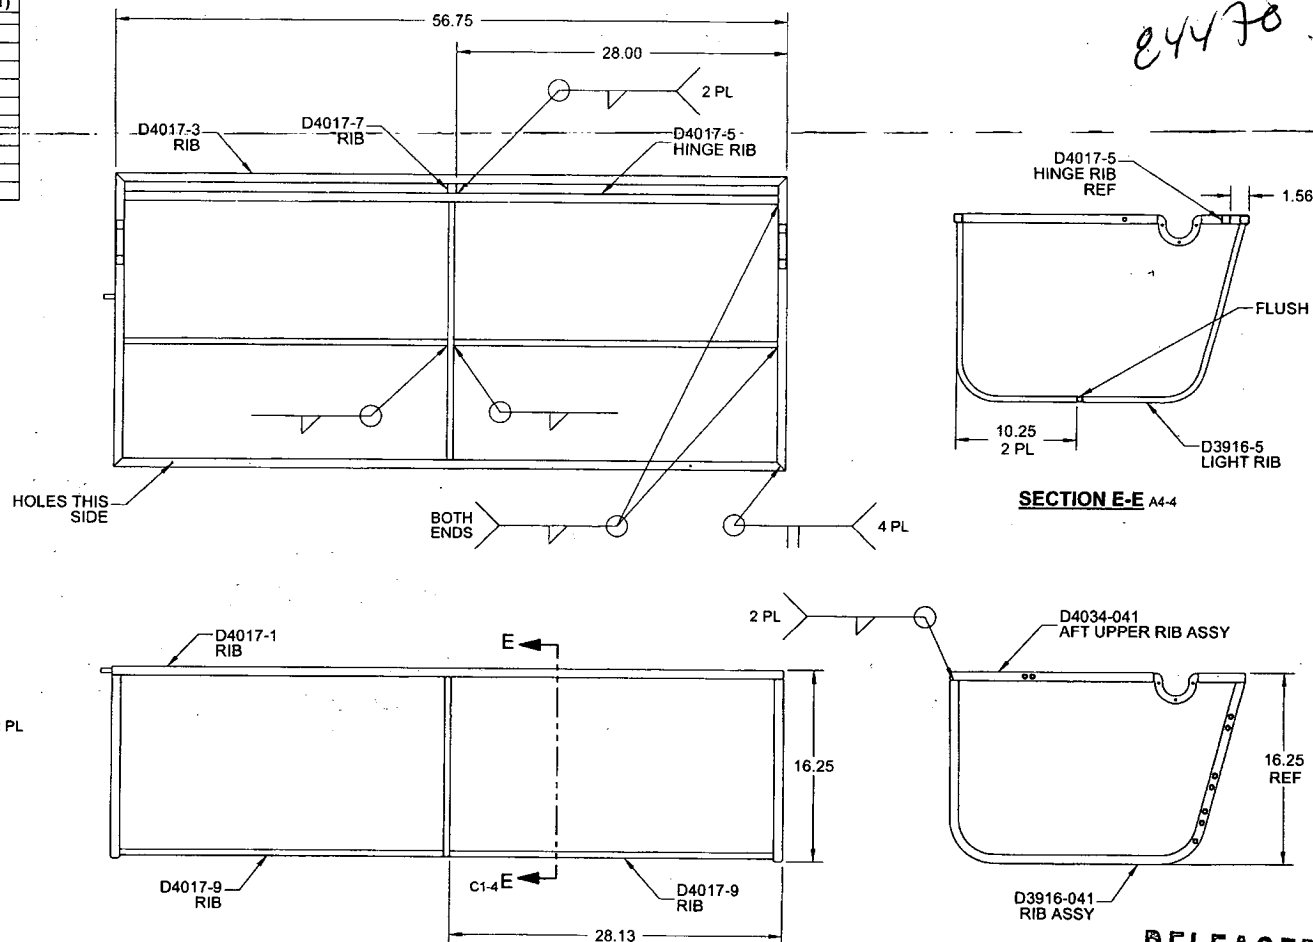 56.75
28.00
2 PL
D4017-3
RIB
D4017-7
RIB
D4017-5
HINGE RIB
D4017-5
HINGE RIB
REF
1.56
FLUSH
10.25
2 PL
D3916-5
LIGHT RIB
SECTION E-E A4-4
HOLES THIS
SIDE
BOTH
ENDS
4 PL
2 PL
D4034-041
AFT UPPER RIB ASSY
D4017-1
RIB
E
PL
16.25
16.25
REF
D4017-9
RIB
C1-4 E
D4017-9
RIB
D3916-041
RIB ASSY
28.13